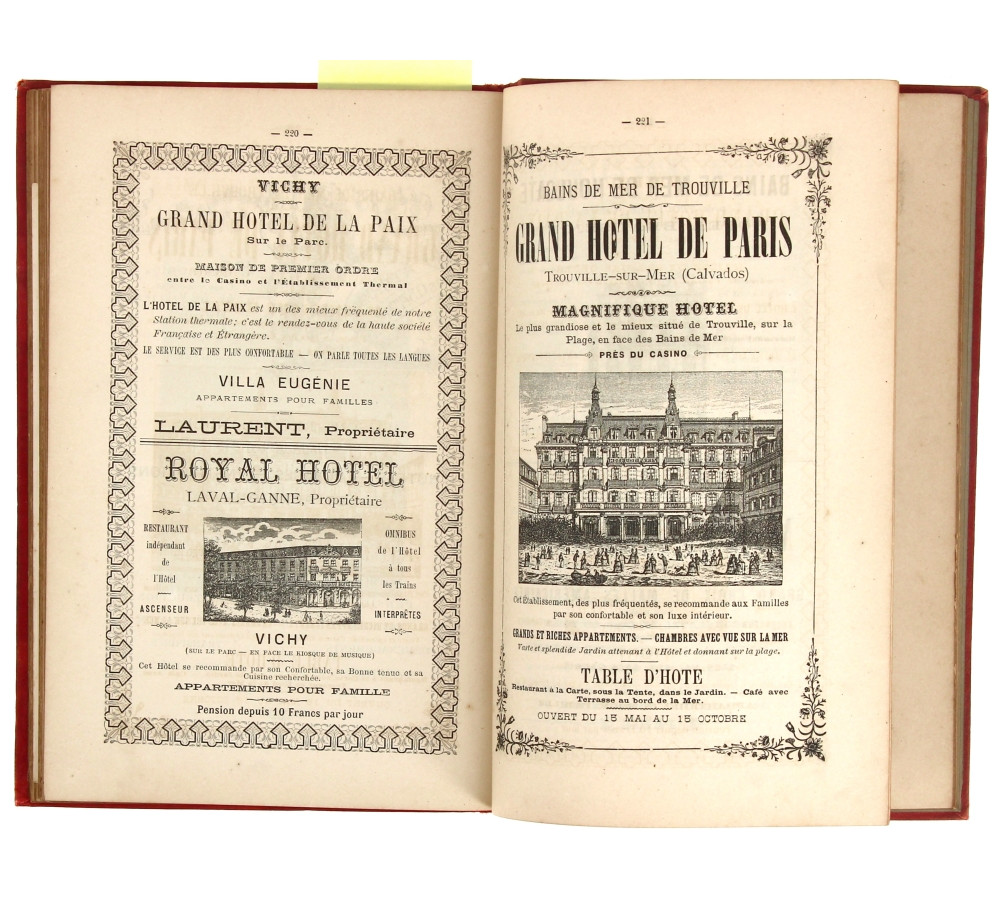 — 220 —
VICHY
GRAND HOTEL DE LA PAIX
Sur le Parc.
MAISON DE PREMIER ORDRE
entre le Casino et l'Établissement Thermal
L'HOTEL DE LA PAIX est un des mieux fréquenté de notre
Station thermale; c'est le rendez-vous de la haute société
Française et Étrangère.
LE SERVICE EST DES PLUS CONFORTABLE — ON PARLE TOUTES LES LANGUES
VILLA EUGÉNIE
APPARTEMENTS POUR FAMILLES
LAURENT, Propriétaire
ROYAL HOTEL
LAVAL-GANNE, Propriétaire
RESTAURANT
indépendant
de
l'Hôtel
ASCENSEUR
OMNIBUS
de l'Hôtel
à tous
les Trains
INTERPRÈTES
VICHY
(SUR LE PARC — EN FACE LE KIOSQUE DE MUSIQUE)
Cet Hôtel se recommande par son Confortable, sa Bonne tenue et sa
Cuisine recherchée.
APPARTEMENTS POUR FAMILLE
Pension depuis 10 Francs par jour
— 221 —
BAINS DE MER DE TROUVILLE
GRAND HOTEL DE PARIS
TROUVILLE-SUR-MER (CALVADOS)
MAGNIFIQUE HOTEL
Le plus grandiose et le mieux situé de Trouville, sur la
Plage, en face des Bains de Mer
PRÈS DU CASINO
Cet Établissement, des plus fréquentés, se recommande aux Familles
par son confortable et son luxe intérieur.
GRANDS ET RICHES APPARTEMENTS. — CHAMBRES AVEC VUE SUR LA MER
Vaste et splendide Jardin attenant à l'Hôtel et donnant sur la plage.
TABLE D'HOTE
Restaurant à la Carte, sous la Tente, dans le Jardin. — Café avec
Terrasse au bord de la Mer.
OUVERT DU 15 MAI AU 15 OCTOBRE